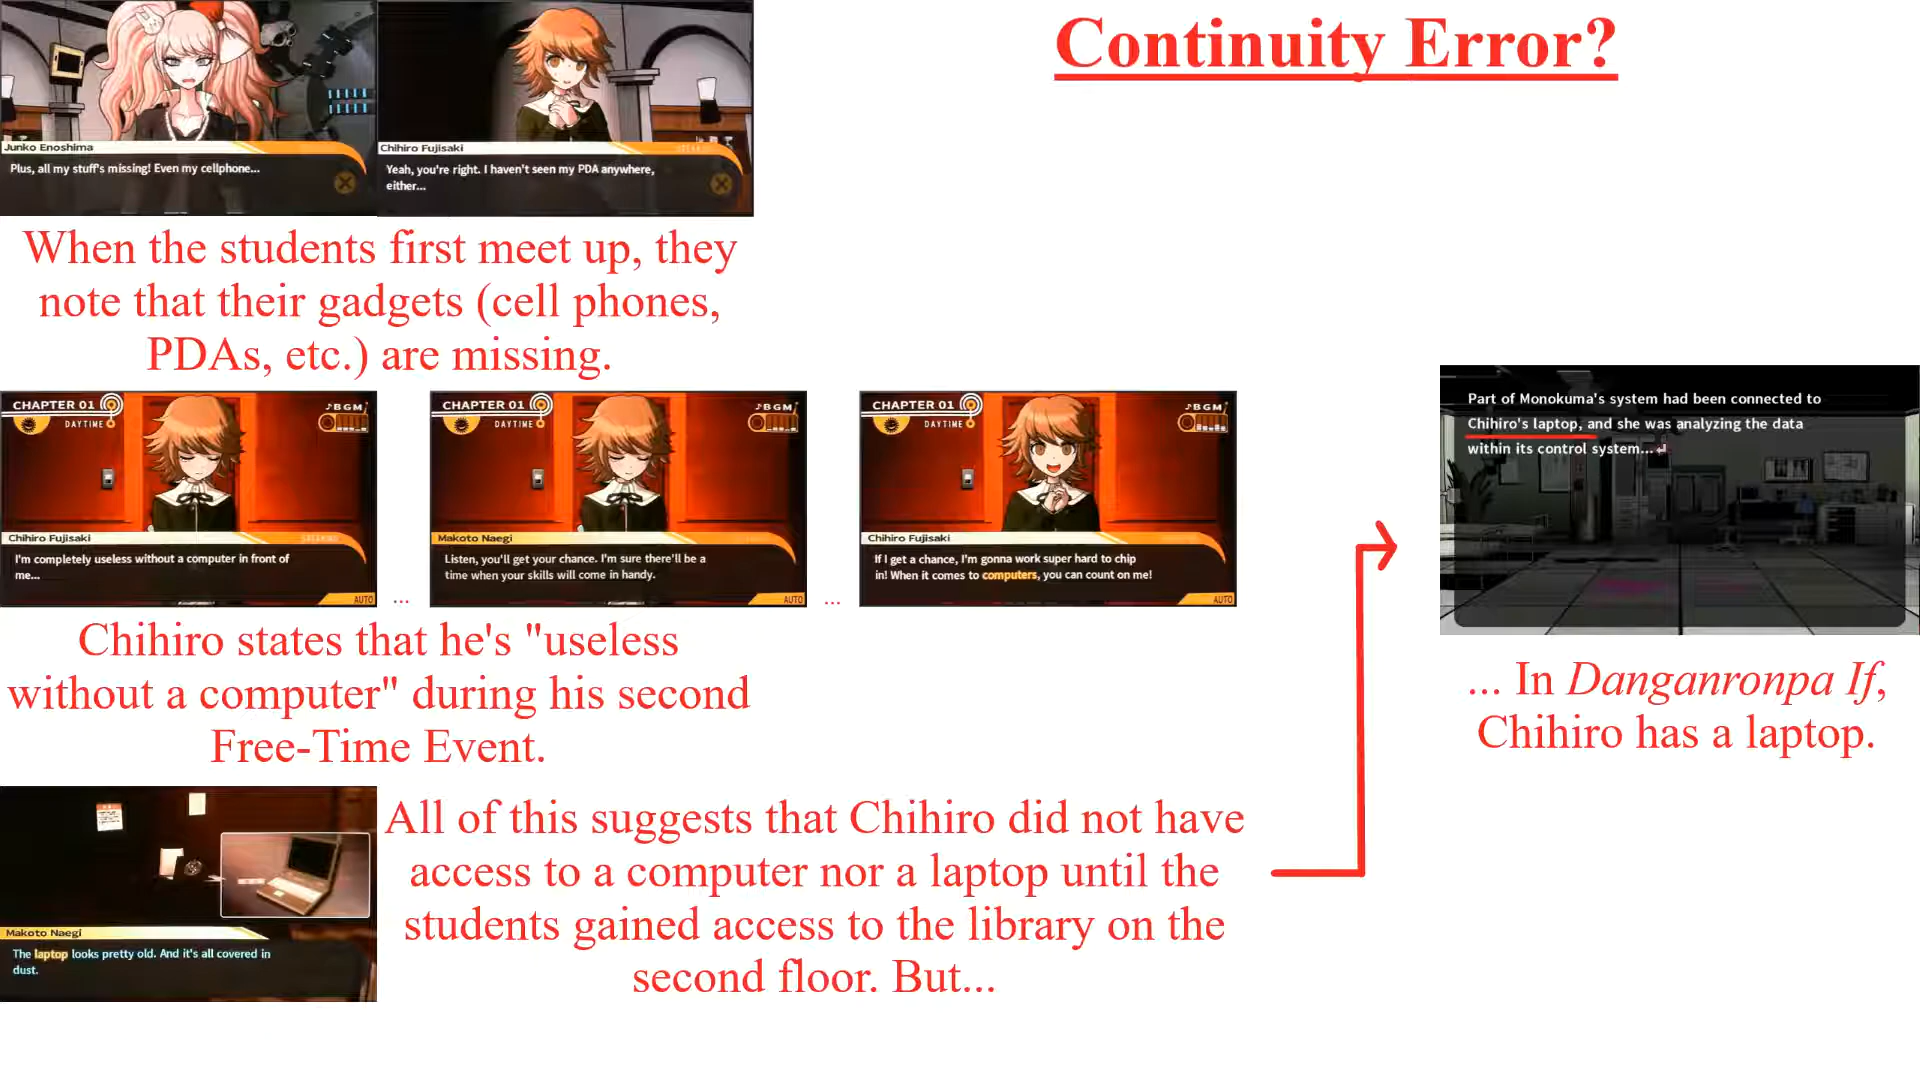 Continuity Error?
Junko Enoshima
Plus, all my stuff's missing! Even my cellphone...
Chihiro Fujisaki
Yeah, you're right. I haven't seen my PDA anywhere,
either...
When the students first meet up, they
note that their gadgets (cell phones,
PDAs, etc.) are missing.
CHAPTER 01
DAYTIME
BGM
Chihiro Fujisaki
I'm completely useless without a computer in front of
me...
AUTO
...
CHAPTER 01
DAYTIME
BGM
Makoto Naegi
Listen, you'll get your chance. I'm sure there'll be a
time when your skills will come in handy.
AUTO
...
CHAPTER 01
DAYTIME
BGM
Chihiro Fujisaki
If I get a chance, I'm gonna work super hard to chip
in! When it comes to computers, you can count on me!
AUTO
Chihiro states that he's "useless
without a computer" during his second
Free-Time Event.
Makoto Naegi
The laptop looks pretty old. And it's all covered in
dust.
All of this suggests that Chihiro did not have
access to a computer nor a laptop until the
students gained access to the library on the
second floor. But...
Part of Monokuma's system had been connected to
Chihiro's laptop, and she was analyzing the data
within its control system...
... In Danganronpa If,
Chihiro has a laptop.